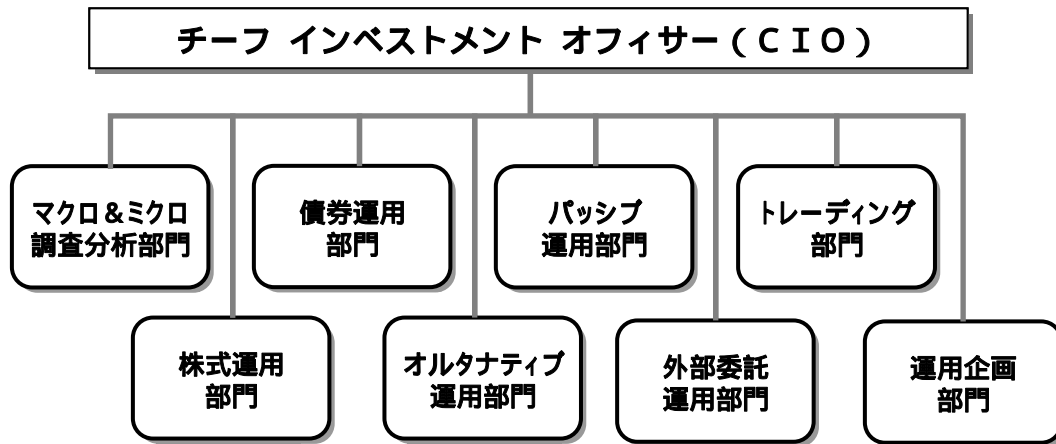 チーフ インベストメント オフィサー(CIO)
マクロ&ミクロ
調査分析部門
債券運用
部門
パッシブ
運用部門
トレーディング
部門
株式運用
部門
オルタナティブ
運用部門
外部委託
運用部門
運用企画
部門